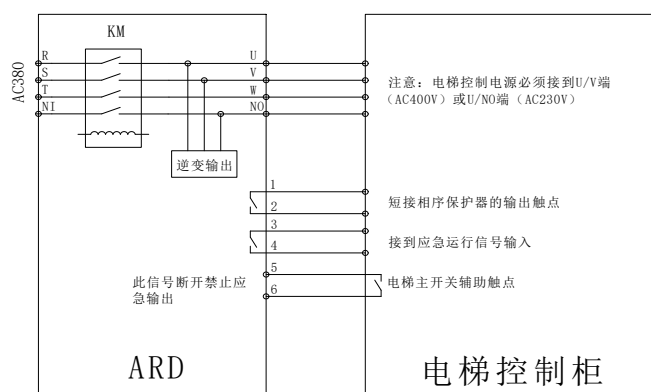 KM
AC380
R
S
T
NI
U
V
W
NO
逆变输出
注意：电梯控制电源必须接到U/V端
（AC400V）或U/NO端（AC230V）
1
2
短接相序保护器的输出触点
3
4
接到应急运行信号输入
此信号断开禁止应
急输出
5
6
电梯主开关辅助触点
ARD
电梯控制柜